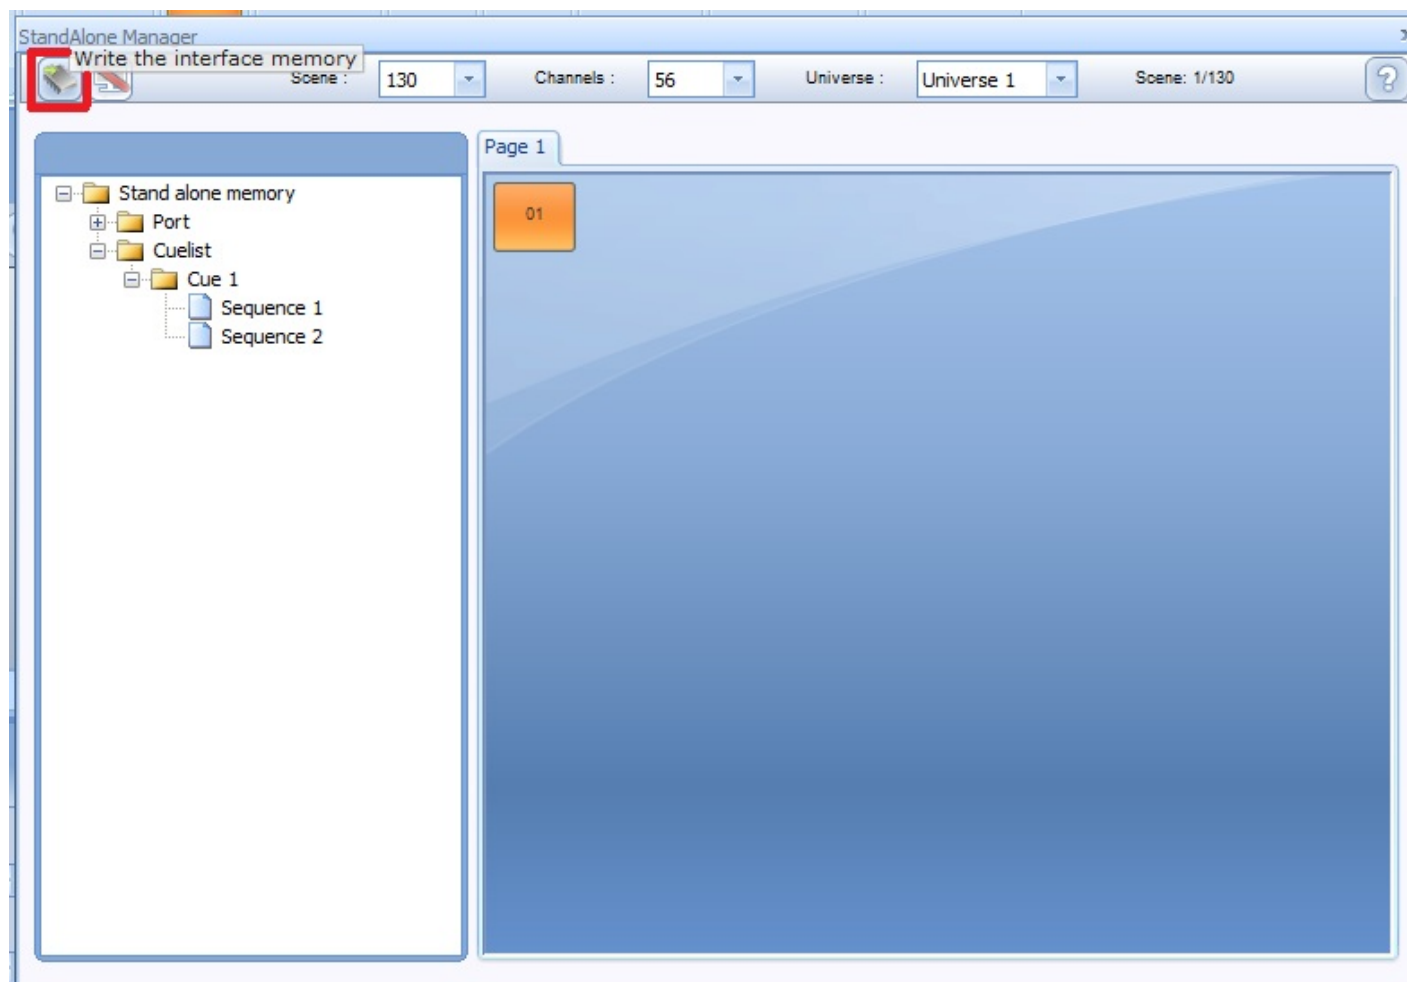 StandAlone Manager
Write the interface memory
Scene : 130 Channels : 56 Universe : Universe 1 Scene: 1/130
Page 1
Stand alone memory
01
Port
Cuelist
Cue 1
Sequence 1
Sequence 2